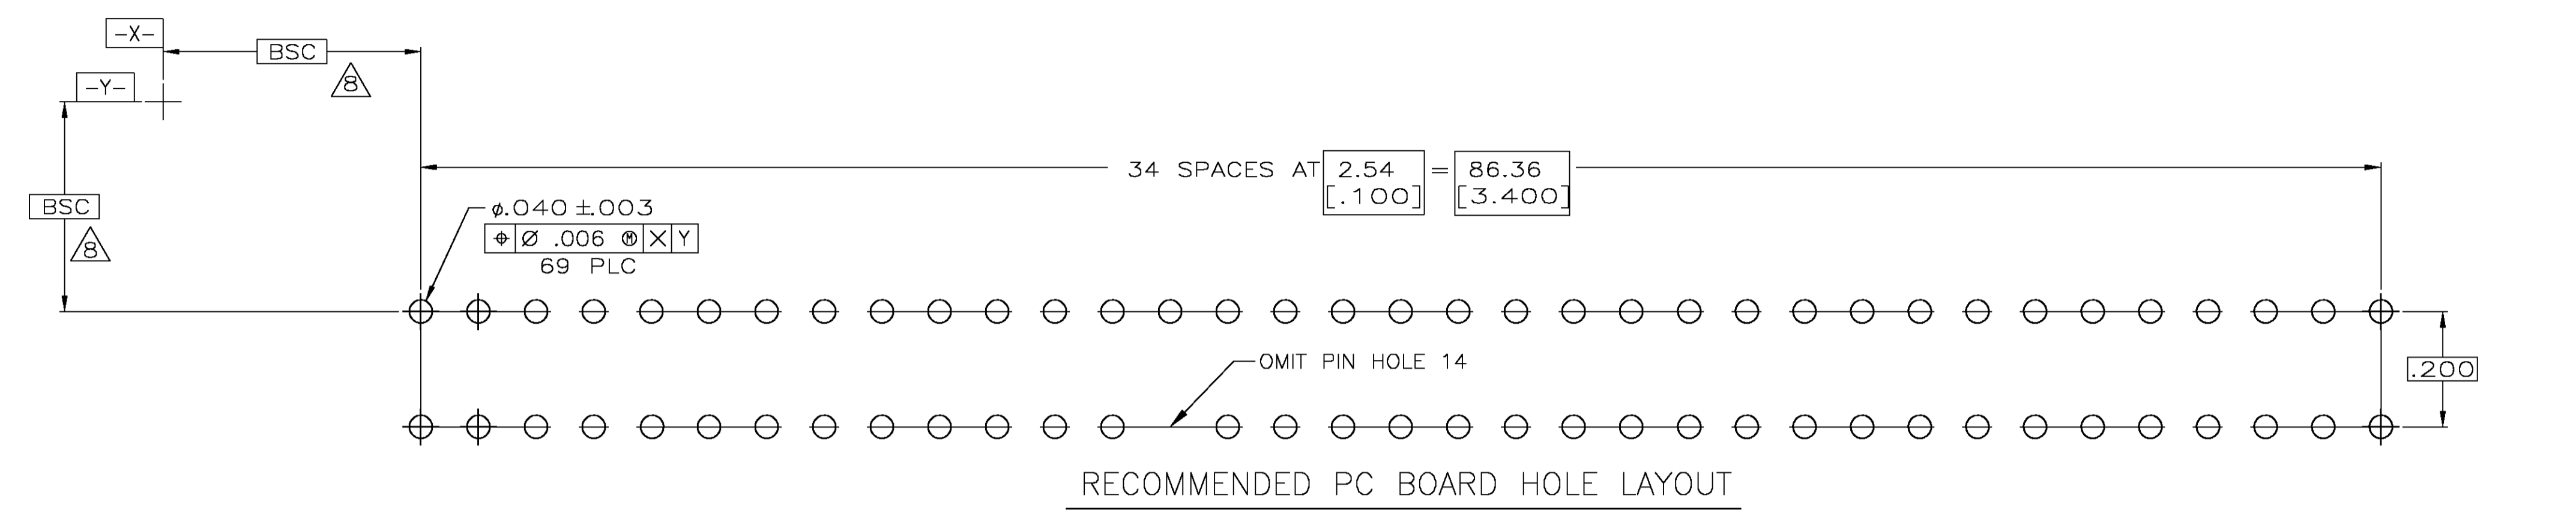 -X-
BSC
8
-Y-
34 SPACES AT 2.54 = 86.36
[.100] [3.400]
BSC
8
ø.040 ±.003
⌖ Ø .006 Ⓜ X Y
69 PLC
OMIT PIN HOLE 14
.200
RECOMMENDED PC BOARD HOLE LAYOUT